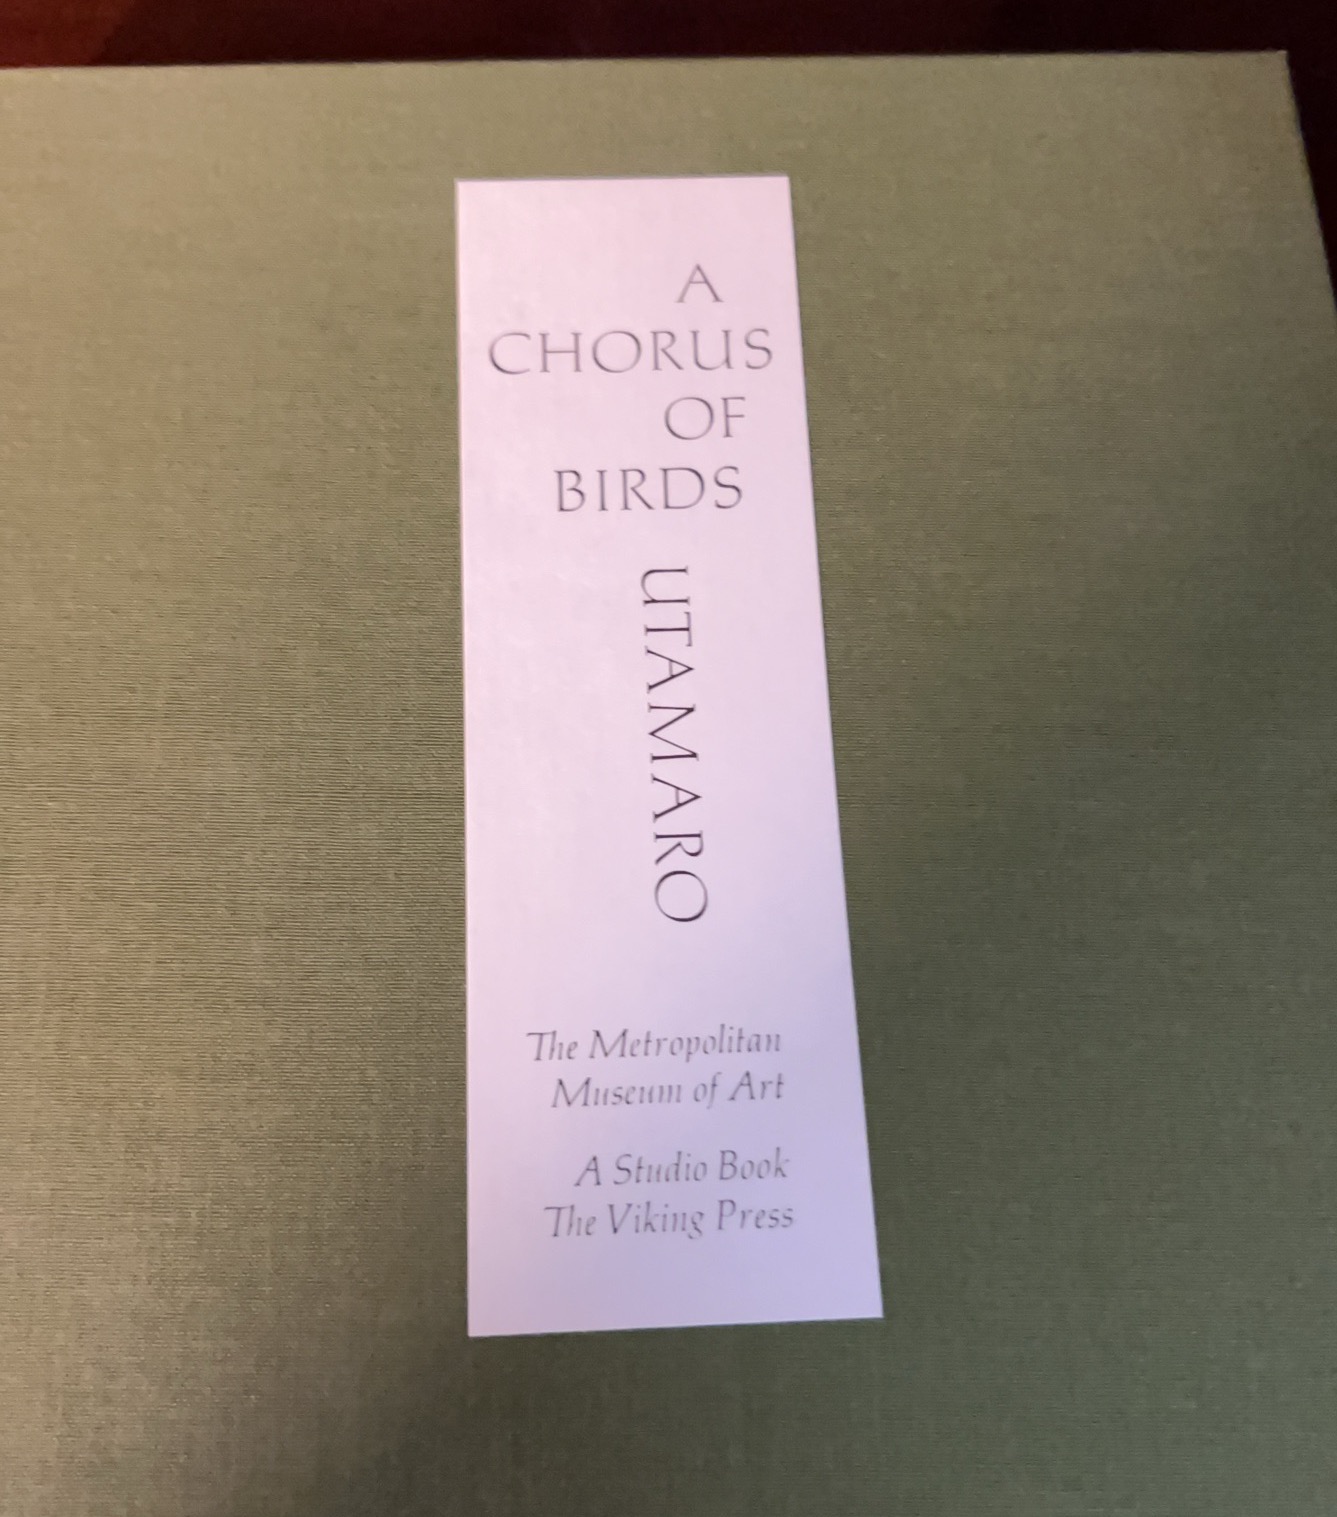 A
CHORUS
OF
BIRDS
UTAMARO
The Metropolitan
Museum of Art
A Studio Book
The Viking Press